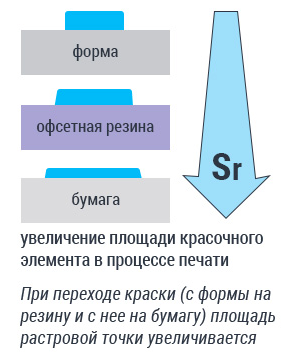 форма
офсетная резина
Sr
бумага
увеличение площади красочного
элемента в процессе печати
При переходе краски (с формы на
резину и с нее на бумагу) площадь
растровой точки увеличивается